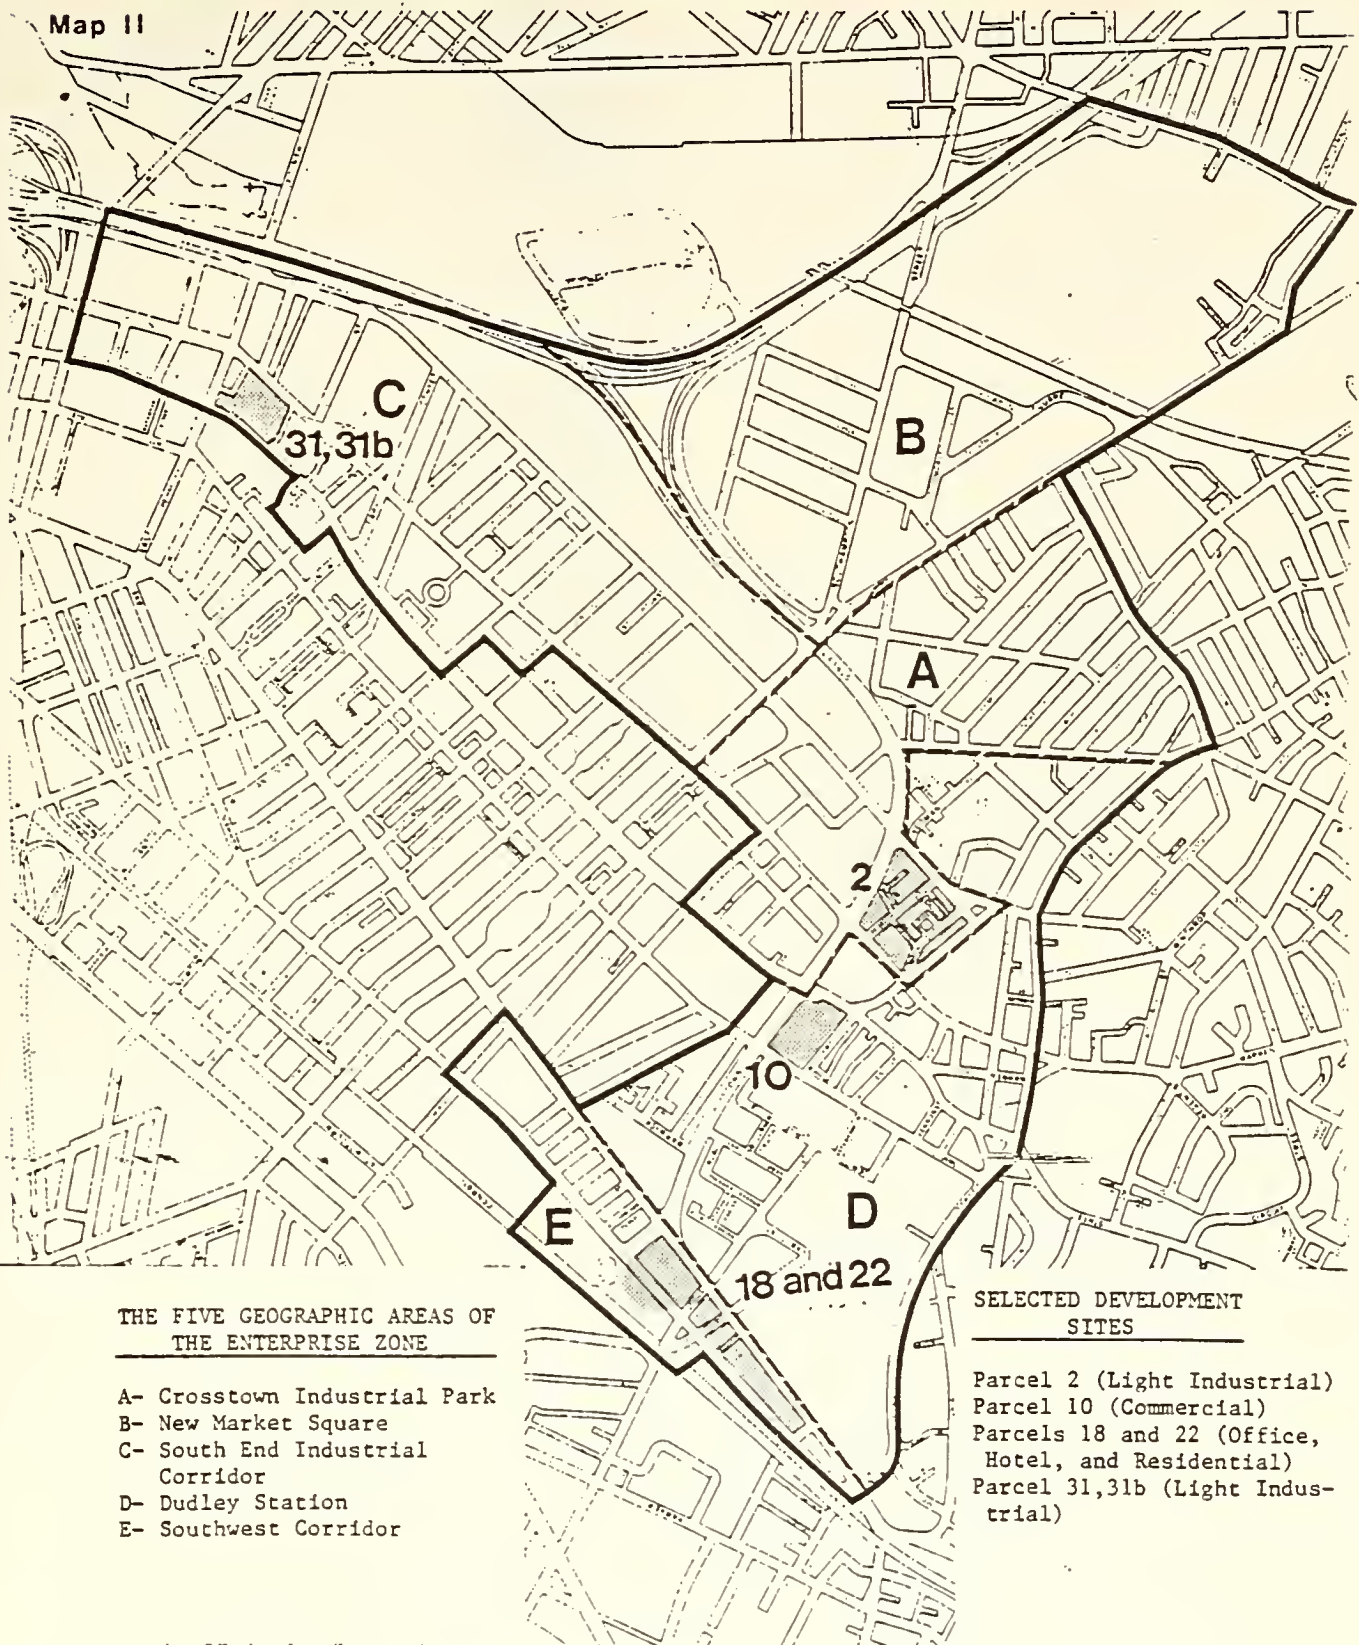 Map II
C
31,31b
B
A
2
10
D
E
18 and 22
THE FIVE GEOGRAPHIC AREAS OF
THE ENTERPRISE ZONE
A- Crosstown Industrial Park
B- New Market Square
C- South End Industrial
Corridor
D- Dudley Station
E- Southwest Corridor
SELECTED DEVELOPMENT
SITES
Parcel 2 (Light Industrial)
Parcel 10 (Commercial)
Parcels 18 and 22 (Office,
Hotel, and Residential)
Parcel 31,31b (Light Indus-
trial)